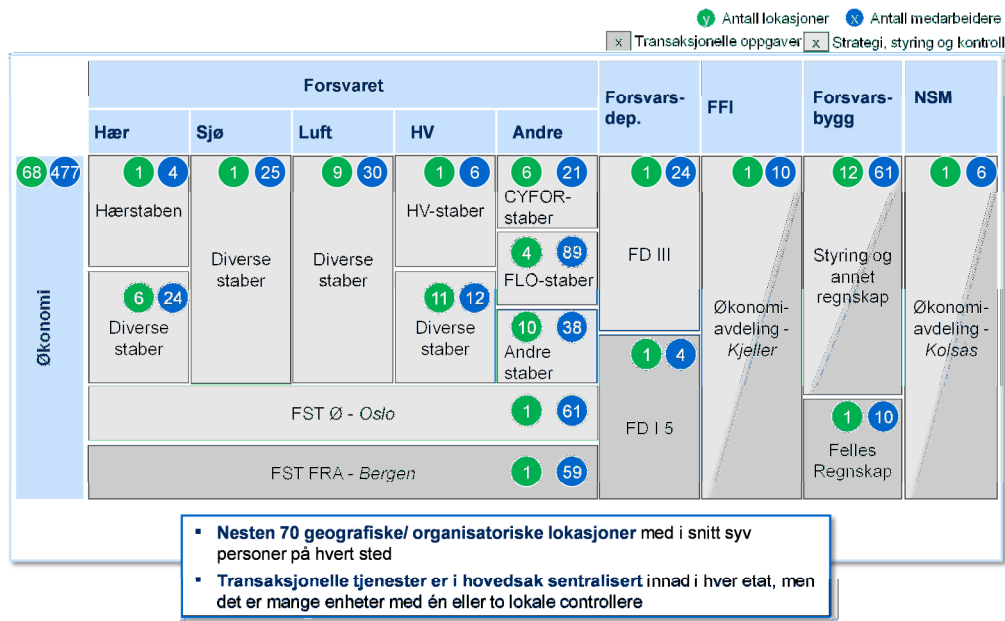 y Antall lokasjoner x Antall medarbeidere
x Transaksjonelle oppgaver x Strategi, styring og kontroll
Forsvaret
Forsvars-
dep.
FFI
Forsvars-
bygg
NSM
Hær Sjø Luft HV Andre
68 477
Økonomi
1 4
Hærstaben
6 24
Diverse
staber
1 25
Diverse
staber
9 30
Diverse
staber
1 6
HV-staber
11 12
Diverse
staber
6 21
CYFOR-
staber
4 89
FLO-staber
10 38
Andre
staber
FST Ø - Oslo 1 61
FST FRA - Bergen 1 59
1 24
FD III
1 4
FD I 5
1 10
Økonomi-
avdeling -
Kjeller
12 61
Styring og
annet
regnskap
1 10
Felles
Regnskap
1 6
Økonomi-
avdeling -
Kolsås
▪ Nesten 70 geografiske/ organisatoriske lokasjoner med i snitt syv
personer på hvert sted
▪ Transaksjonelle tjenester er i hovedsak sentralisert innad i hver etat, men
det er mange enheter med én eller to lokale controllere